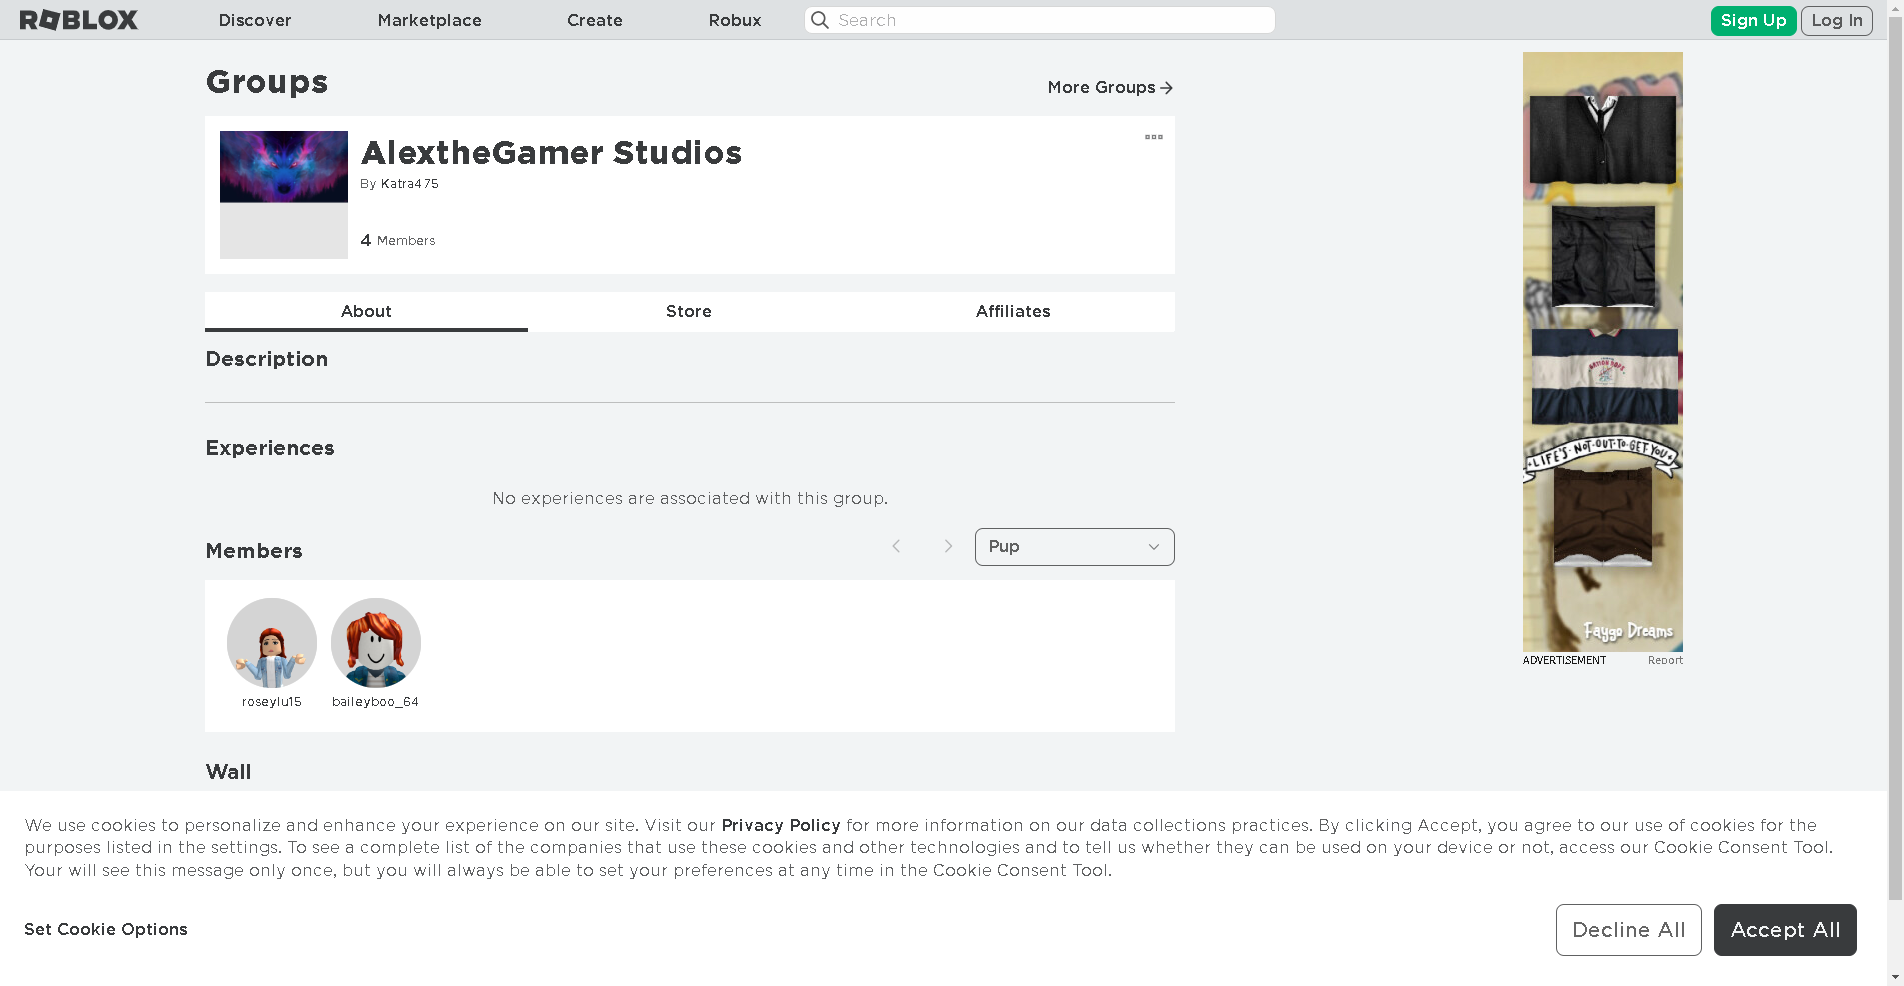 ROBLOX Discover Marketplace Create Robux Search Sign Up Log In
Groups
More Groups
AlextheGamer Studios
By Katra475
4 Members
About Store Affiliates
Description
Experiences
No experiences are associated with this group.
Members
Pup
roseylu15 baileyboo_64
Wall
LIFE'S NOT OUT TO GET YOU
Faygo Dreams
ADVERTISEMENT Report
We use cookies to personalize and enhance your experience on our site. Visit our Privacy Policy for more information on our data collections practices. By clicking Accept, you agree to our use of cookies for the
purposes listed in the settings. To see a complete list of the companies that use these cookies and other technologies and to tell us whether they can be used on your device or not, access our Cookie Consent Tool.
Your will see this message only once, but you will always be able to set your preferences at any time in the Cookie Consent Tool.
Set Cookie Options
Decline All Accept All